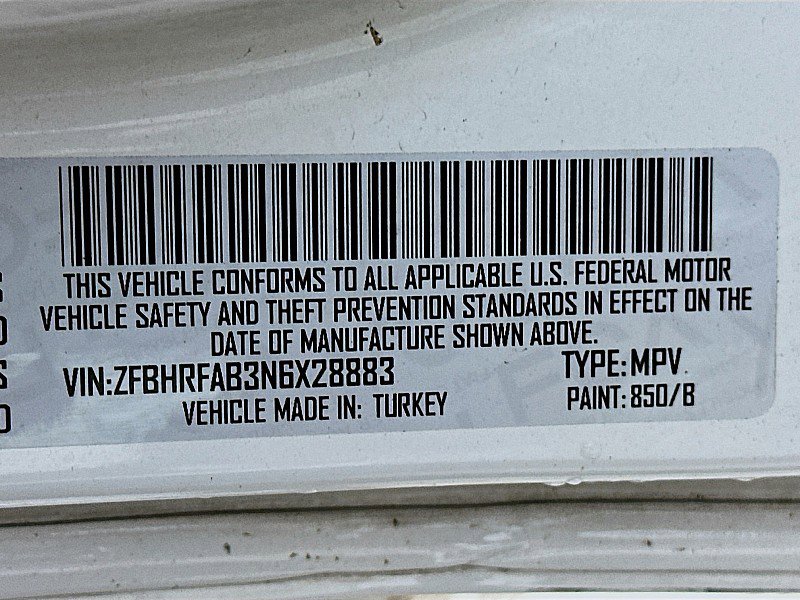 THIS VEHICLE CONFORMS TO ALL APPLICABLE U.S. FEDERAL MOTOR
VEHICLE SAFETY AND THEFT PREVENTION STANDARDS IN EFFECT ON THE
DATE OF MANUFACTURE SHOWN ABOVE.
VIN:ZFBHRFAB3N6X28883 TYPE:MPV
VEHICLE MADE IN: TURKEY PAINT: 850/B